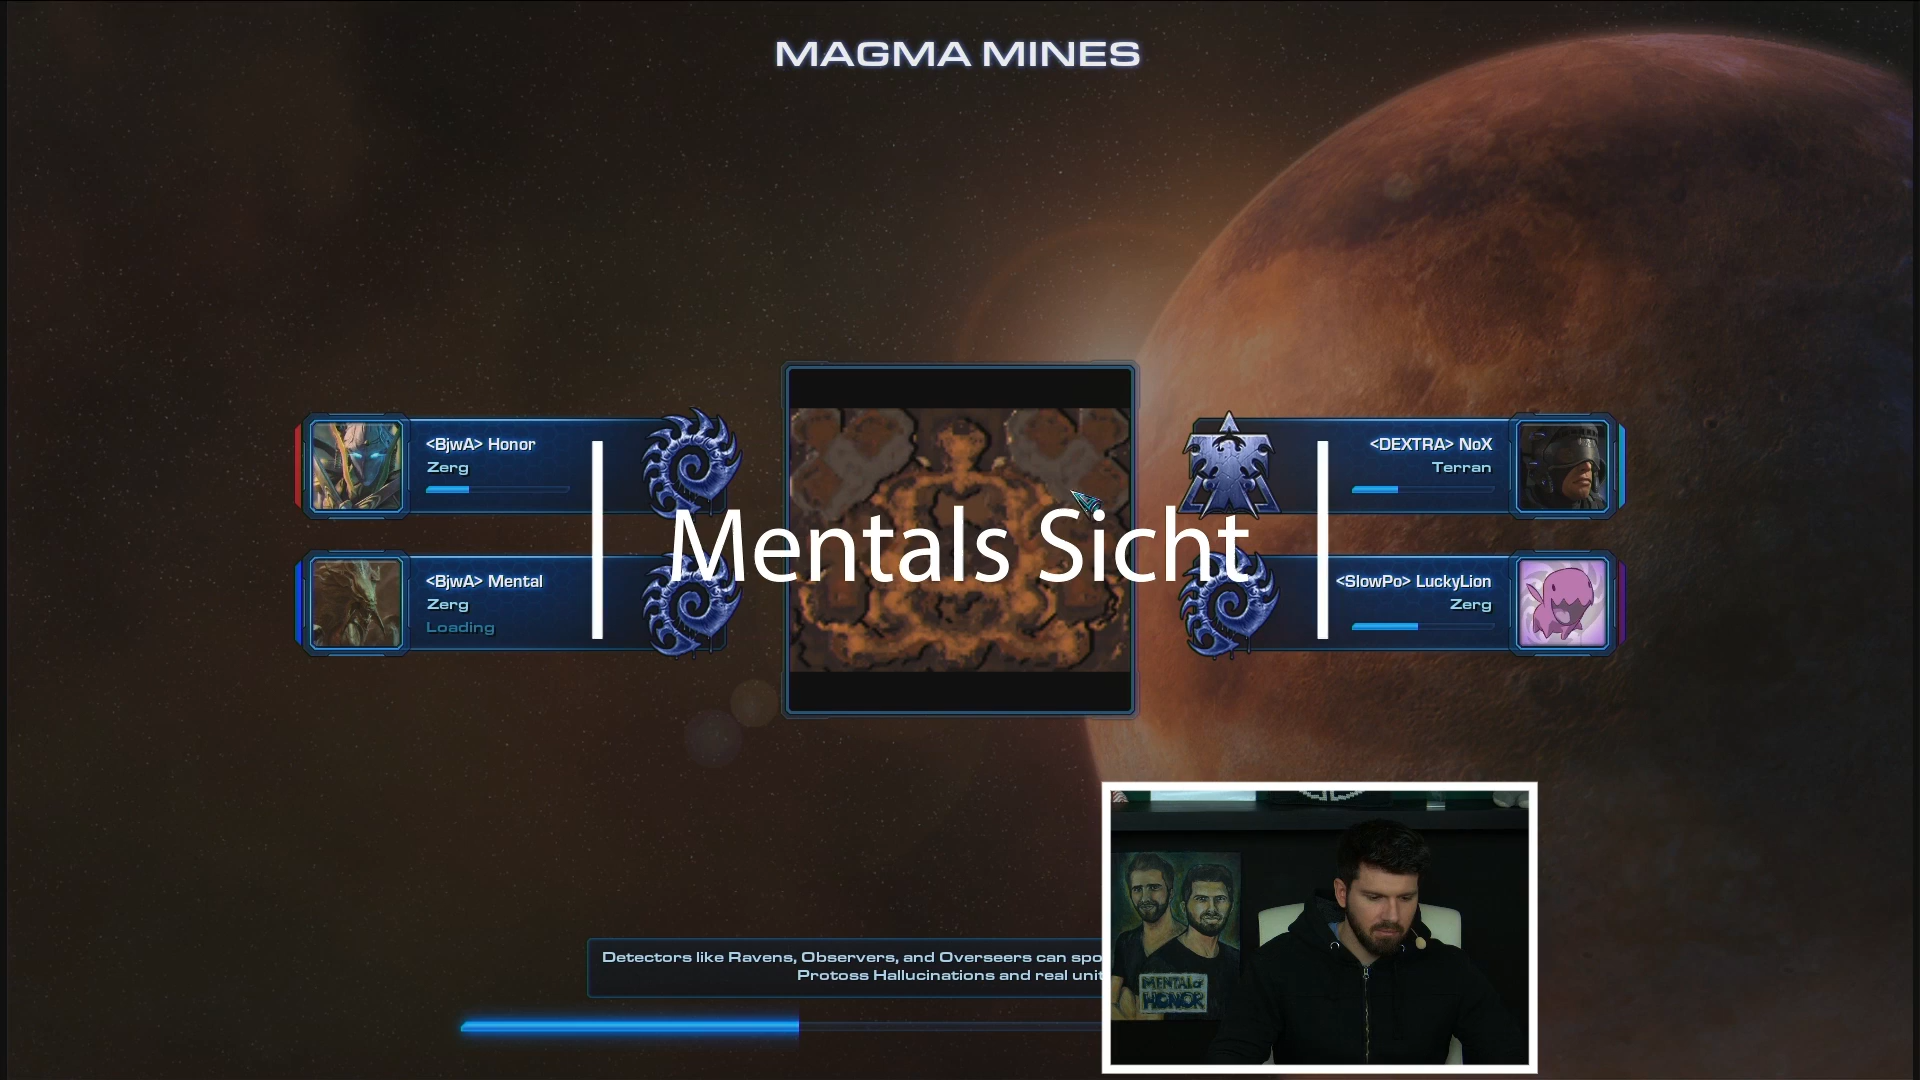 MAGMA MINES
<BjwA> Honor
Zerg
<DEXTRA> NoX
Terran
Mentals Sicht
<BjwA> Mental
Zerg
Loading
<SlowPo> LuckyLion
Zerg
Detectors like Ravens, Observers, and Overseers can spo
Protoss Hallucinations and real unit
MENTAL
HONOR